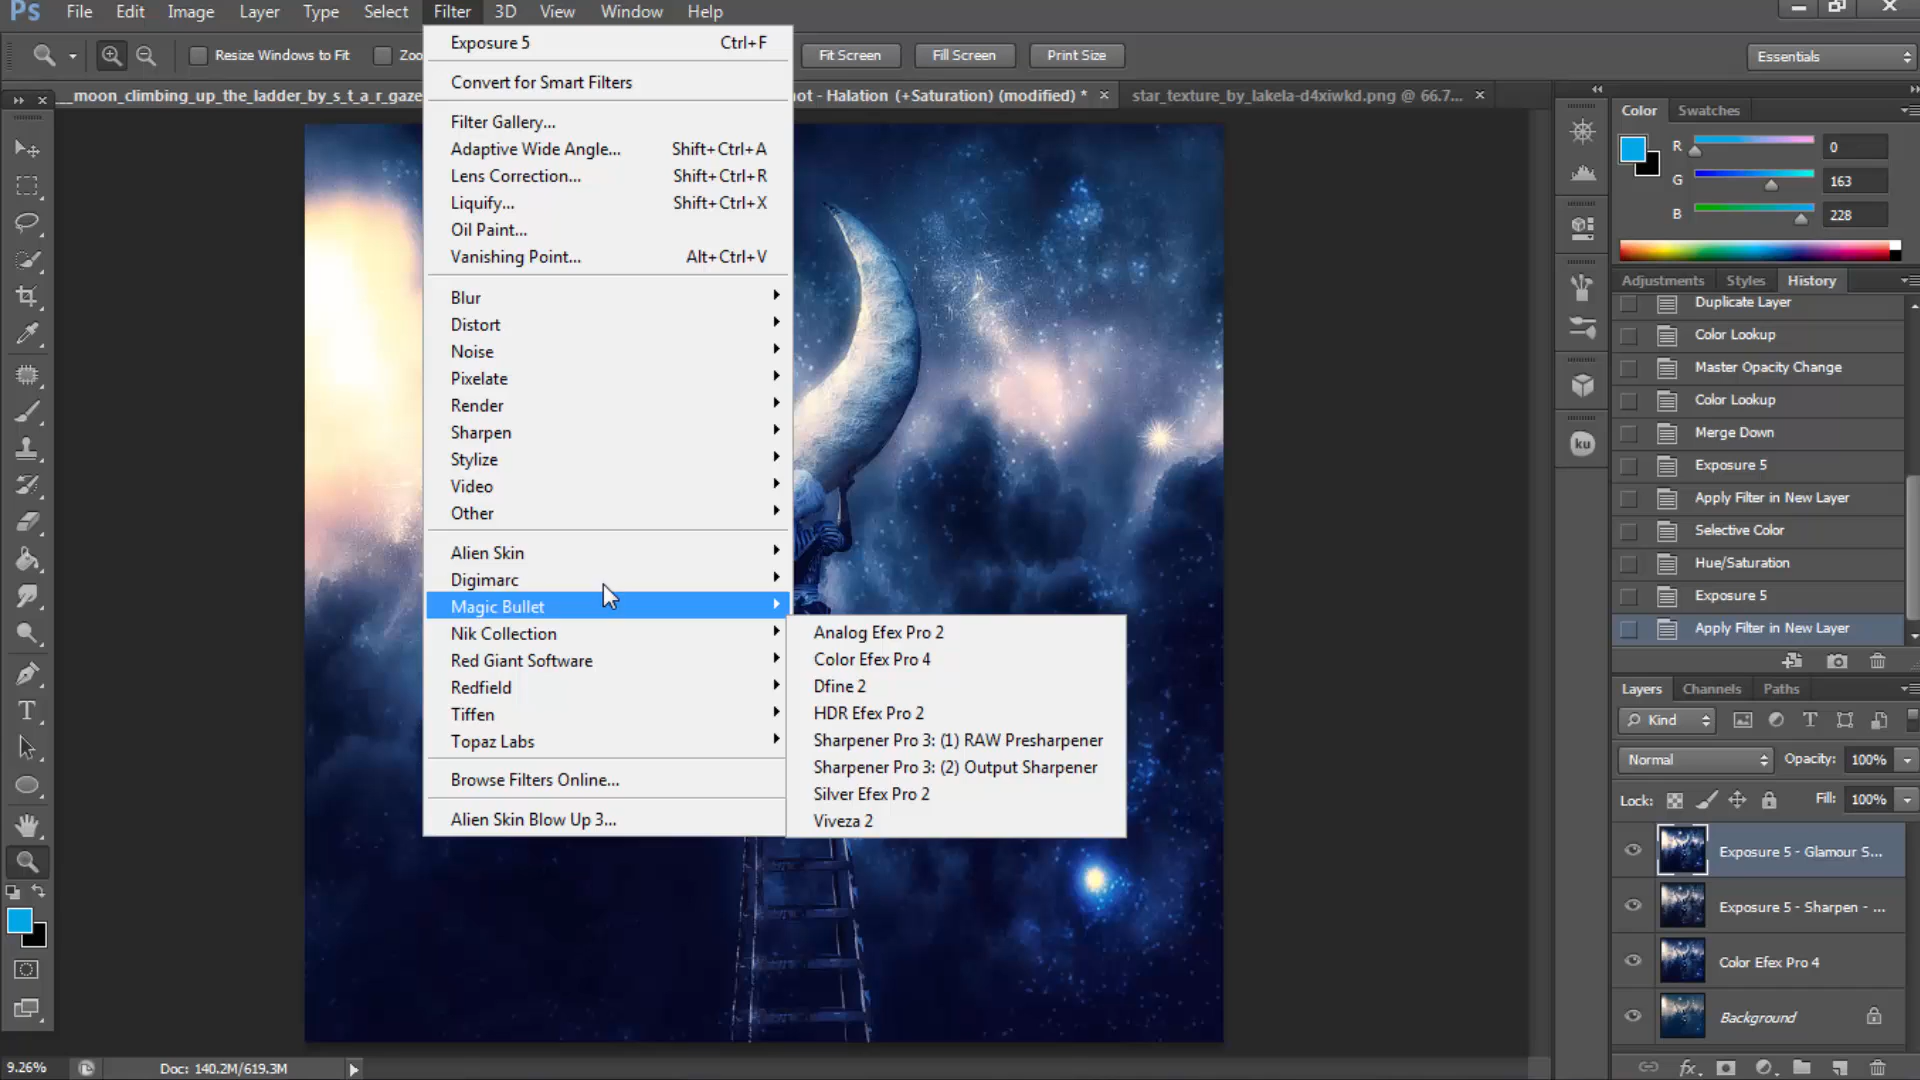 Ps File Edit Image Layer Type Select Filter 3D View Window Help
Resize Windows to Fit Zoo Fit Screen Fill Screen Print Size Essentials
__moon_climbing_up_the_ladder_by_s_t_a_r_gaze ot - Halation (+Saturation) (modified) * × star_texture_by_lakela-d4xiwkd.png @ 66.7... ×
Exposure 5 Ctrl+F
Convert for Smart Filters
Filter Gallery...
Adaptive Wide Angle... Shift+Ctrl+A
Lens Correction... Shift+Ctrl+R
Liquify... Shift+Ctrl+X
Oil Paint...
Vanishing Point... Alt+Ctrl+V
Blur
Distort
Noise
Pixelate
Render
Sharpen
Stylize
Video
Other
Alien Skin
Digimarc
Magic Bullet
Nik Collection
Red Giant Software
Redfield
Tiffen
Topaz Labs
Browse Filters Online...
Alien Skin Blow Up 3...
Analog Efex Pro 2
Color Efex Pro 4
Dfine 2
HDR Efex Pro 2
Sharpener Pro 3: (1) RAW Presharpener
Sharpener Pro 3: (2) Output Sharpener
Silver Efex Pro 2
Viveza 2
Color Swatches
R 0
G 163
B 228
ku
Adjustments Styles History
Duplicate Layer
Color Lookup
Master Opacity Change
Color Lookup
Merge Down
Exposure 5
Apply Filter in New Layer
Selective Color
Hue/Saturation
Exposure 5
Apply Filter in New Layer
Layers Channels Paths
Kind
Normal Opacity: 100%
Lock: Fill: 100%
Exposure 5 - Glamour S...
Exposure 5 - Sharpen - ...
Color Efex Pro 4
Background
9.26% Doc: 140.2M/619.3M